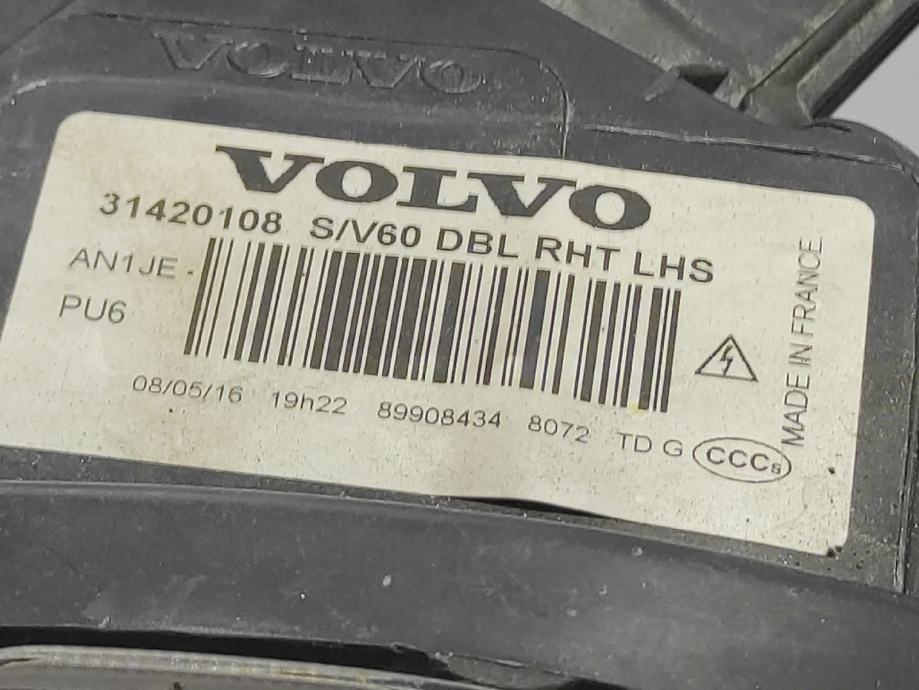 VOLVO
VOLVO
31420108 S/V60 DBL RHT LHS
AN1JE -
PU6
08/05/16 19h22 89908434 8072 TD G CCCs
MADE IN FRANCE